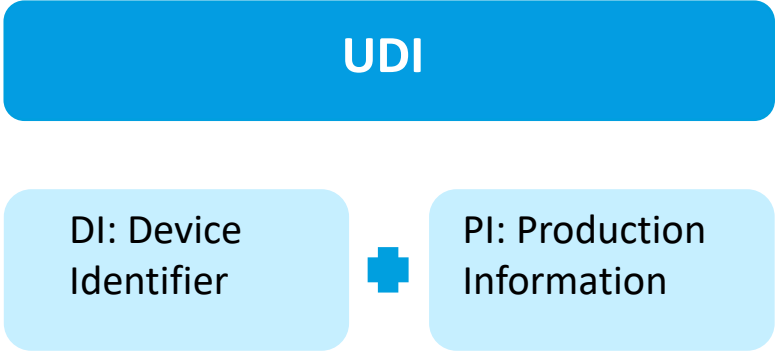 UDI
DI: Device
Identifier
PI: Production
Information